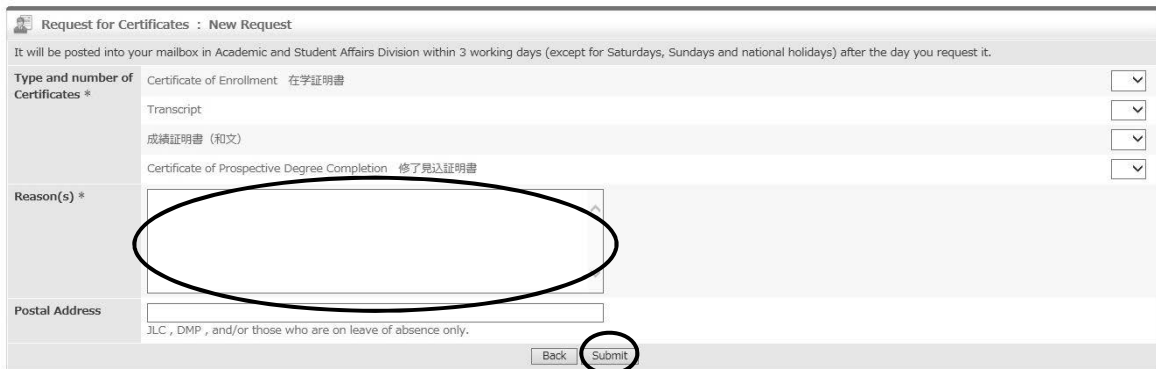 Request for Certificates : New Request
It will be posted into your mailbox in Academic and Student Affairs Division within 3 working days (except for Saturdays, Sundays and national holidays) after the day you request it.
Type and number of
Certificates *
Certificate of Enrollment 在学証明書
Transcript
成績証明書（和文）
Certificate of Prospective Degree Completion 修了見込証明書
Reason(s) *
Postal Address
JLC , DMP , and/or those who are on leave of absence only.
Back Submit